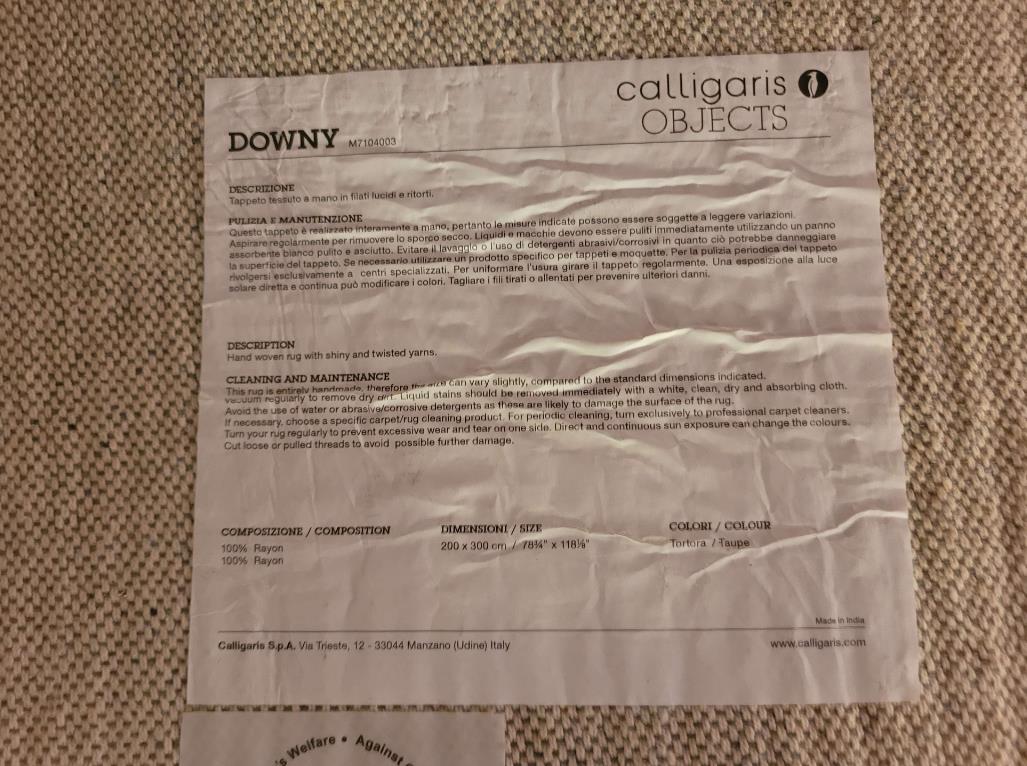 calligaris
OBJECTS
DOWNY M7104003
DESCRIZIONE
Tappeto tessuto a mano in filati lucidi e ritorti.
PULIZIA E MANUTENZIONE
Questo tappeto è realizzato interamente a mano, pertanto le misure indicate possono essere soggette a leggere variazioni.
Aspirare regolarmente per rimuovere lo sporco secco. Liquidi e macchie devono essere puliti immediatamente utilizzando un panno
assorbente bianco pulito e asciutto. Evitare il lavaggio o l'uso di detergenti abrasivi/corrosivi in quanto ciò potrebbe danneggiare
la superficie del tappeto. Se necessario utilizzare un prodotto specifico per tappeti e moquette. Per la pulizia periodica del tappeto
rivolgersi esclusivamente a centri specializzati. Per uniformare l'usura girare il tappeto regolarmente. Una esposizione alla luce
solare diretta e continua può modificare i colori. Tagliare i fili tirati o allentati per prevenire ulteriori danni.
DESCRIPTION
Hand woven rug with shiny and twisted yarns.
CLEANING AND MAINTENANCE
This rug is entirely handmade, therefore the size can vary slightly, compared to the standard dimensions indicated.
Vacuum regularly to remove dry dirt. Liquid stains should be removed immediately with a white, clean, dry and absorbing cloth.
Avoid the use of water or abrasive/corrosive detergents as these are likely to damage the surface of the rug.
If necessary, choose a specific carpet/rug cleaning product. For periodic cleaning, turn exclusively to professional carpet cleaners.
Turn your rug regularly to prevent excessive wear and tear on one side. Direct and continuous sun exposure can change the colours.
Cut loose or pulled threads to avoid possible further damage.
COMPOSIZIONE / COMPOSITION DIMENSIONI / SIZE COLORI / COLOUR
100% Rayon 200 x 300 cm / 78¾" x 118⅛" Tortora / Taupe
100% Rayon
Made in India
Calligaris S.p.A. Via Trieste, 12 - 33044 Manzano (Udine) Italy www.calligaris.com
Welfare • Against